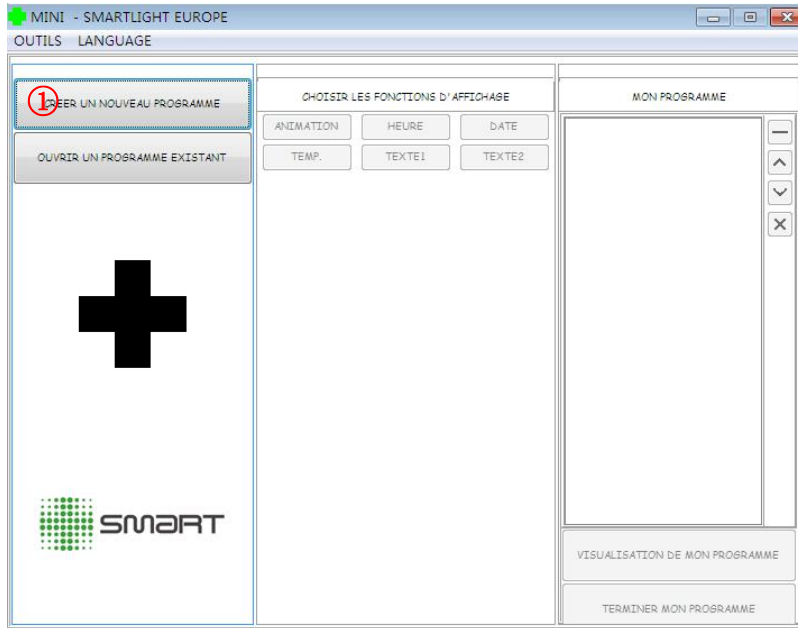 MINI - SMARTLIGHT EUROPE
OUTILS LANGUAGE
① CREER UN NOUVEAU PROGRAMME
OUVRIR UN PROGRAMME EXISTANT
SMART
CHOISIR LES FONCTIONS D'AFFICHAGE
ANIMATION HEURE DATE
TEMP. TEXTE1 TEXTE2
MON PROGRAMME
VISUALISATION DE MON PROGRAMME
TERMINER MON PROGRAMME